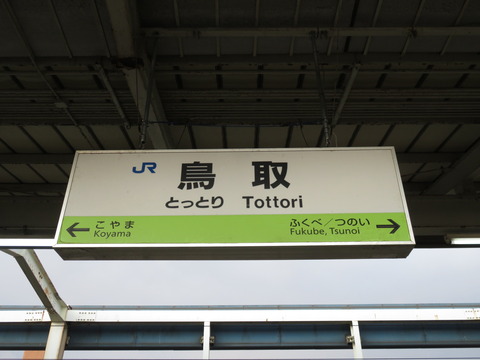 JR 鳥取
とっとり Tottori
こやま ふくべ/つのい
Koyama Fukube, Tsunoi